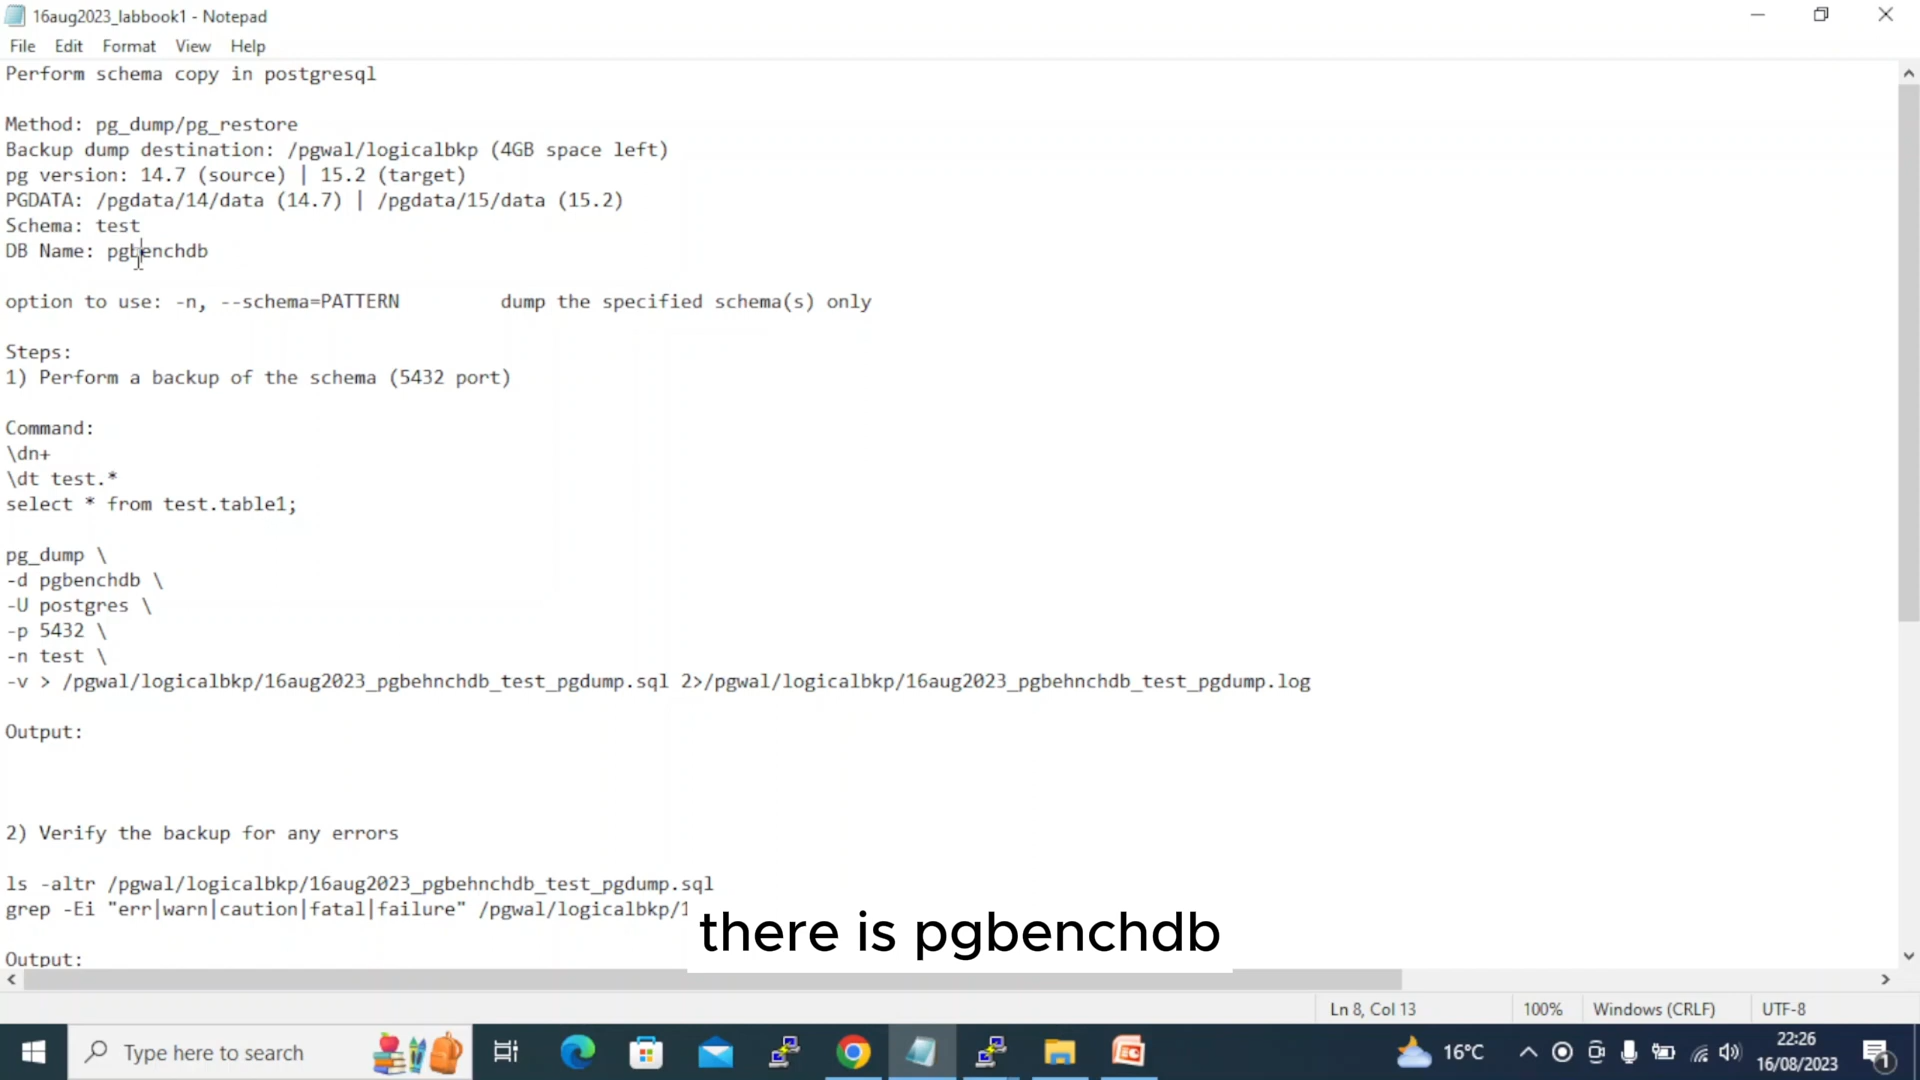 16aug2023_labbook1 - Notepad
File Edit Format View Help
Perform schema copy in postgresql
Method: pg_dump/pg_restore
Backup dump destination: /pgwal/logicalbkp (4GB space left)
pg version: 14.7 (source) | 15.2 (target)
PGDATA: /pgdata/14/data (14.7) | /pgdata/15/data (15.2)
Schema: test
DB Name: pgbenchdb
option to use: -n, --schema=PATTERN dump the specified schema(s) only
Steps:
1) Perform a backup of the schema (5432 port)
Command:
\dn+
\dt test.*
select * from test.table1;
pg_dump \
-d pgbenchdb \
-U postgres \
-p 5432 \
-n test \
-v > /pgwal/logicalbkp/16aug2023_pgbehnchdb_test_pgdump.sql 2>/pgwal/logicalbkp/16aug2023_pgbehnchdb_test_pgdump.log
Output:
2) Verify the backup for any errors
ls -altr /pgwal/logicalbkp/16aug2023_pgbehnchdb_test_pgdump.sql
grep -Ei "err|warn|caution|fatal|failure" /pgwal/logicalbkp/1
there is pgbenchdb
Output:
Ln 8, Col 13 100% Windows (CRLF) UTF-8
Type here to search
16°C
22:26
16/08/2023
1